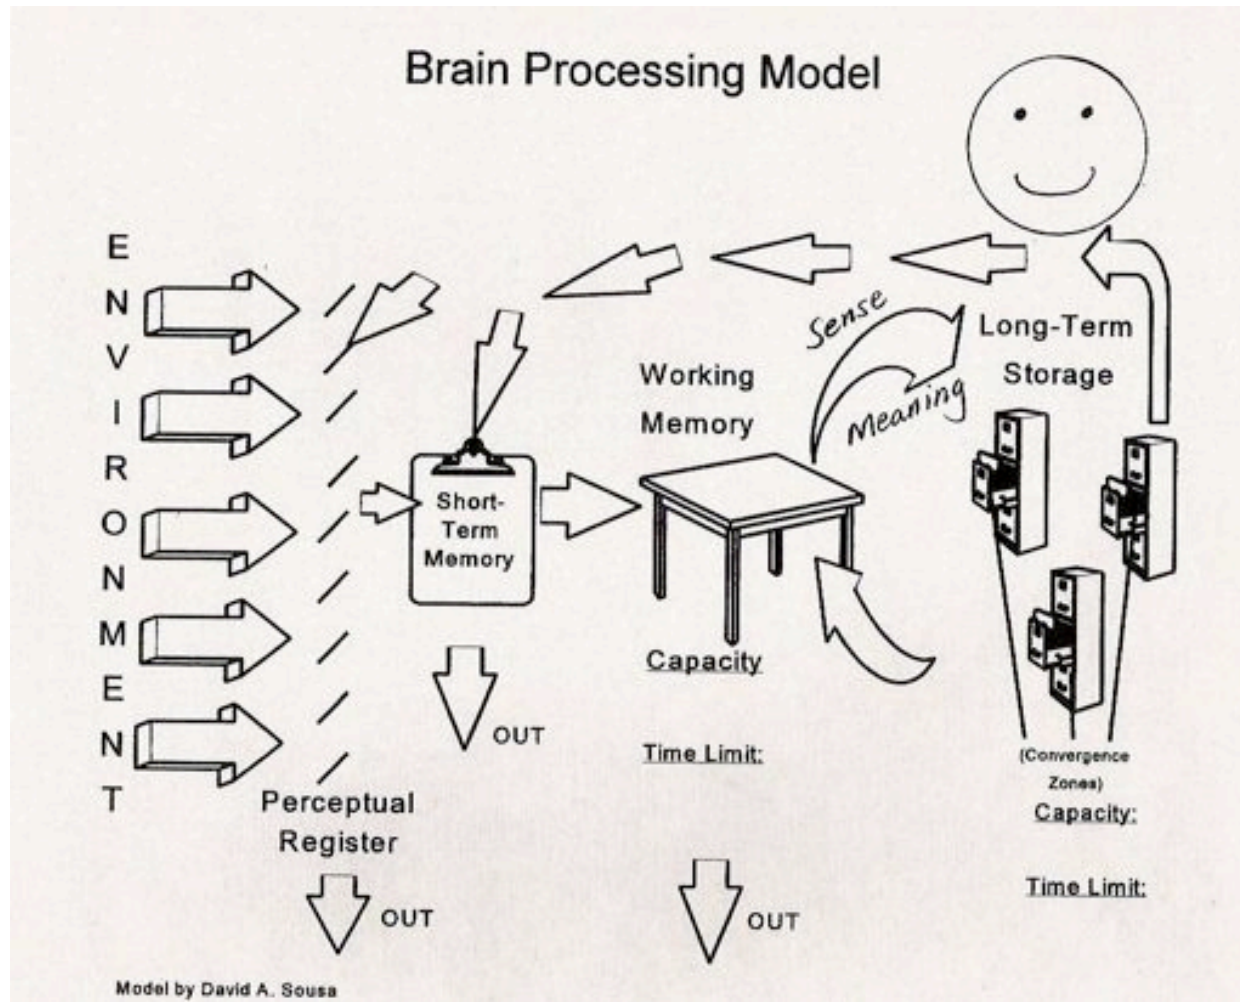 Brain Processing Model
ENVIRONMENT
Sense
Meaning
Long-Term
Storage
Working
Memory
Short-
Term
Memory
Capacity
OUT
Time Limit:
(Convergence
Zones)
Capacity:
Perceptual
Register
Time Limit:
OUT
OUT
Model by David A. Sousa